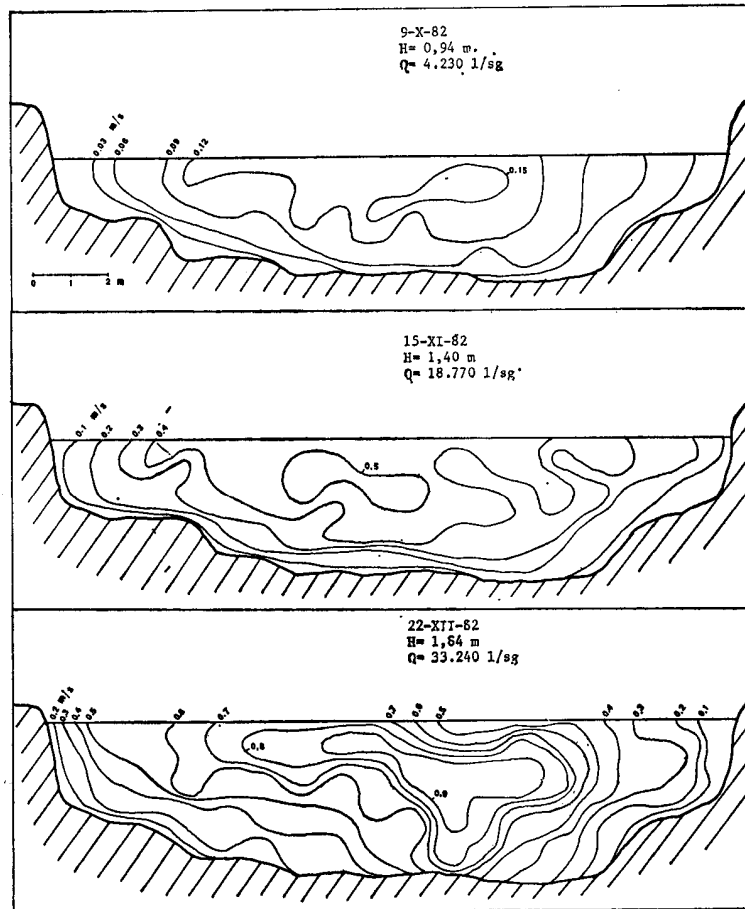 9-X-82
H= 0,94 m.
Q= 4.230 l/sg
0.03 m/s
0.06
0.09
0.12
0.15
0 1 2 m
15-XI-82
H= 1,40 m
Q= 18.770 l/sg
0.1 m/s
0.2
0.3
0.4
0.5
22-XII-82
H= 1,64 m
Q= 33.240 l/sg
0.2 m/s
0.3
0.4
0.5
0.6
0.7
0.7
0.6
0.5
0.4
0.3
0.2
0.1
0.8
0.9